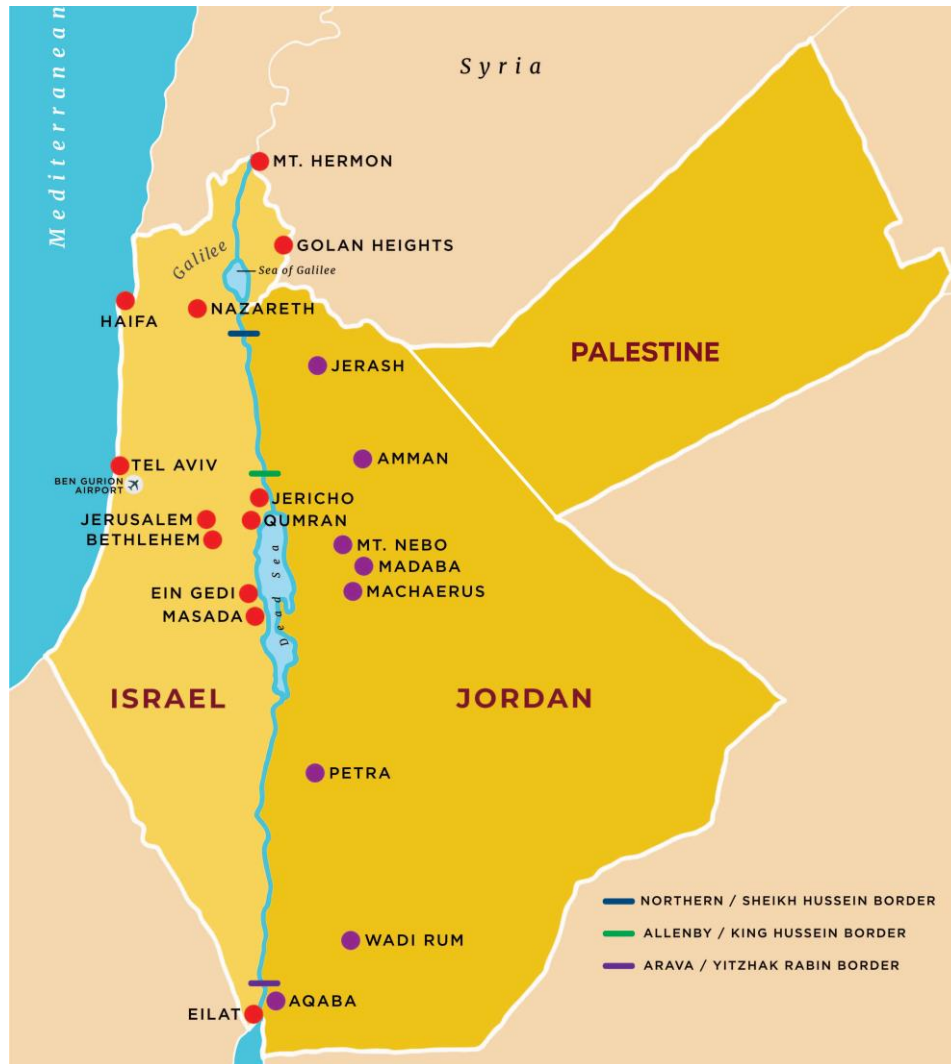 Mediterranean
Syria
MT. HERMON
GOLAN HEIGHTS
Galilee
Sea of Galilee
HAIFA
NAZARETH
PALESTINE
JERASH
TEL AVIV
BEN GURION
AIRPORT
AMMAN
JERICHO
JERUSALEM
QUMRAN
BETHLEHEM
MT. NEBO
MADABA
Dead Sea
EIN GEDI
MACHAERUS
MASADA
ISRAEL
JORDAN
PETRA
NORTHERN / SHEIKH HUSSEIN BORDER
ALLENBY / KING HUSSEIN BORDER
ARAVA / YITZHAK RABIN BORDER
WADI RUM
AQABA
EILAT